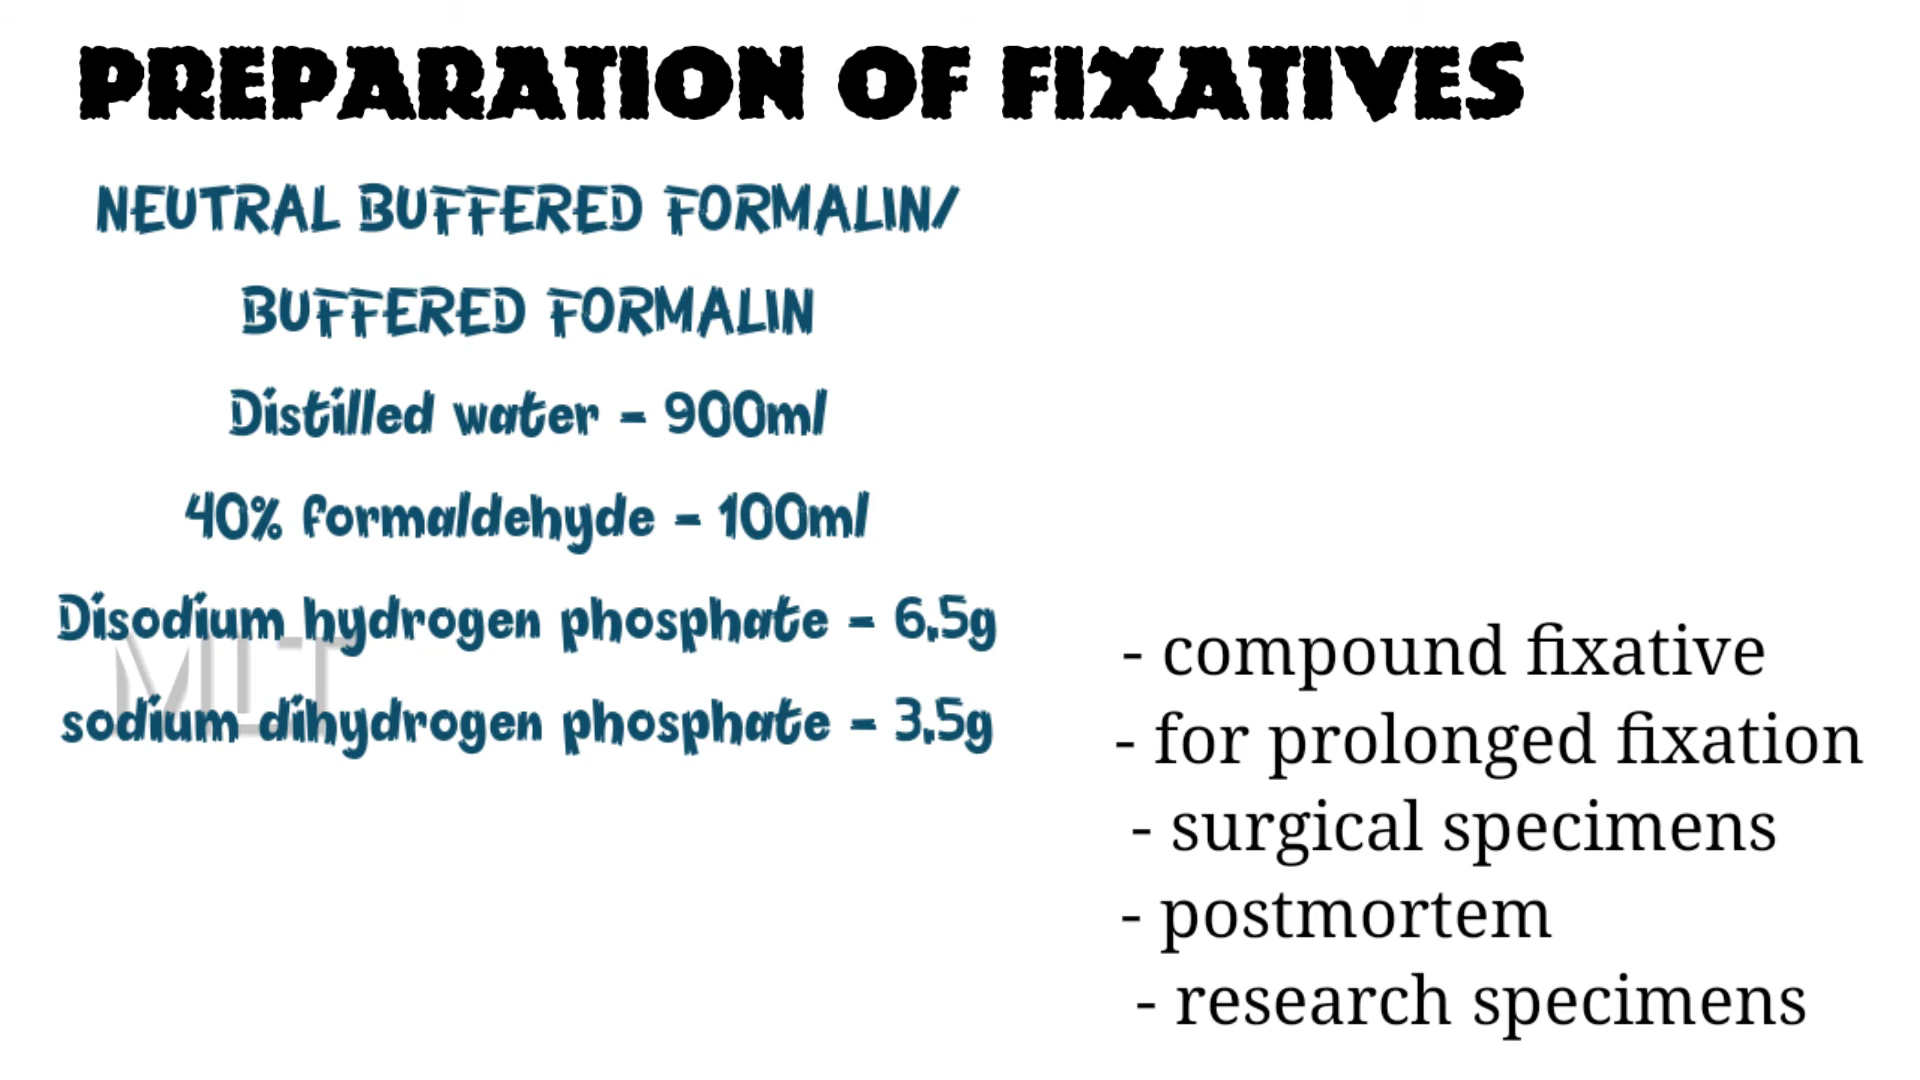 PREPARATION OF FIXATIVES
NEUTRAL BUFFERED FORMALIN/
BUFFERED FORMALIN
Distilled water - 900ml
40% formaldehyde - 100ml
Disodium hydrogen phosphate - 6.5g
MLT
sodium dihydrogen phosphate - 3.5g
- compound fixative
- for prolonged fixation
- surgical specimens
- postmortem
- research specimens